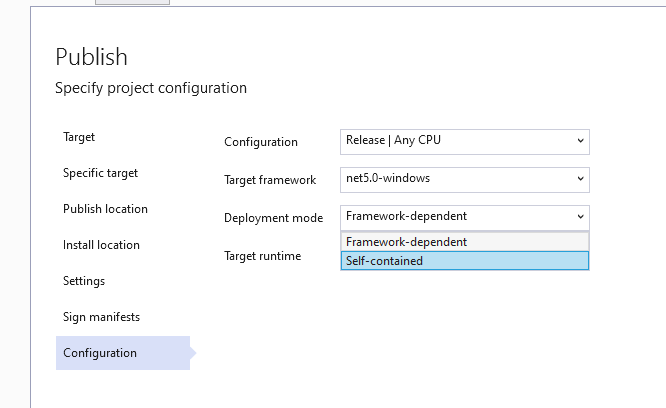 Publish
Specify project configuration
Target
Specific target
Publish location
Install location
Settings
Sign manifests
Configuration
Configuration Release | Any CPU
Target framework net5.0-windows
Deployment mode Framework-dependent
Framework-dependent
Self-contained
Target runtime